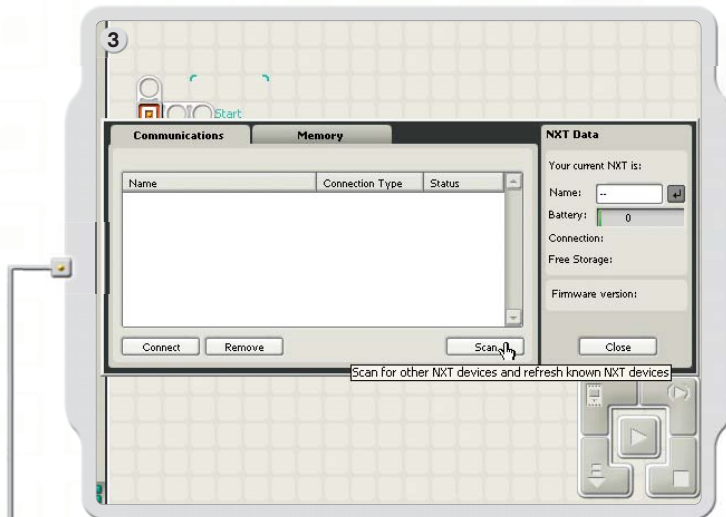 3
Start
Communications
Memory
NXT Data
Your current NXT is:
Name
Connection Type
Status
Name: --
Battery: 0
Connection:
Free Storage:
Firmware version:
Connect
Remove
Scan
Close
Scan for other NXT devices and refresh known NXT devices